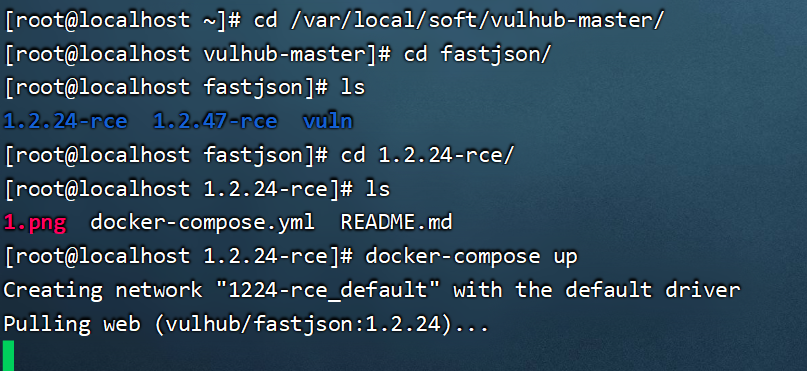 [root@localhost ~]# cd /var/local/soft/vulhub-master/
[root@localhost vulhub-master]# cd fastjson/
[root@localhost fastjson]# ls
1.2.24-rce  1.2.47-rce  vuln
[root@localhost fastjson]# cd 1.2.24-rce/
[root@localhost 1.2.24-rce]# ls
1.png  docker-compose.yml  README.md
[root@localhost 1.2.24-rce]# docker-compose up
Creating network "1224-rce_default" with the default driver
Pulling web (vulhub/fastjson:1.2.24)...